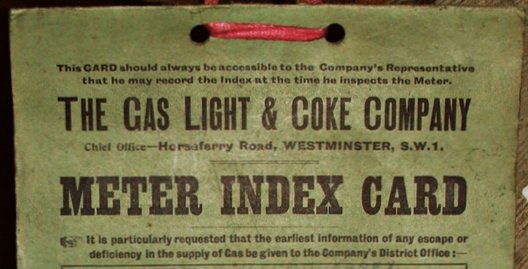 This CARD should always be accessible to the Company's Representative
that he may record the Index at the time he inspects the Meter.
THE GAS LIGHT & COKE COMPANY
Chief Office—Horseferry Road, WESTMINSTER, S.W.1.
METER INDEX CARD
☞ It is particularly requested that the earliest information of any escape or
deficiency in the supply of Gas be given to the Company's District Office :—